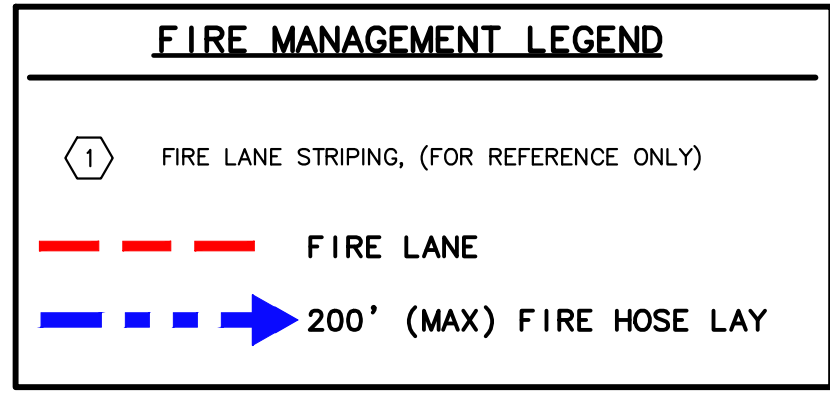 FIRE MANAGEMENT LEGEND
1 FIRE LANE STRIPING, (FOR REFERENCE ONLY)
FIRE LANE
200' (MAX) FIRE HOSE LAY